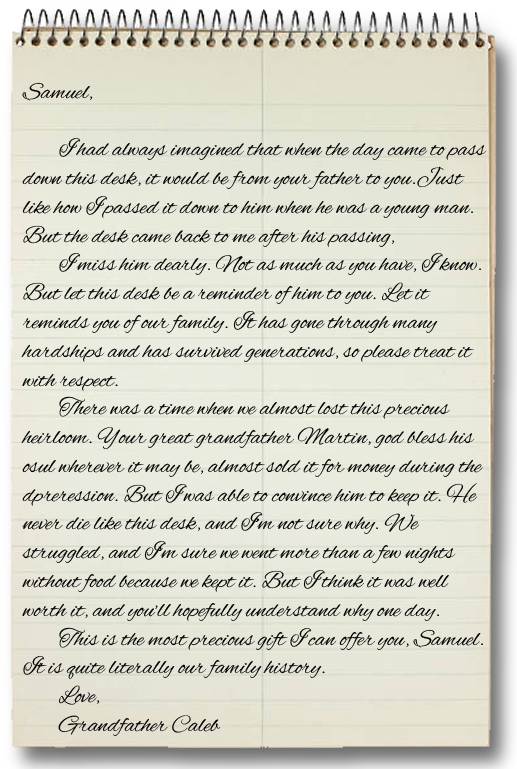 Samuel,
I had always imagined that when the day came to pass
down this desk, it would be from your father to you. Just
like how I passed it down to him when he was a young man.
But the desk came back to me after his passing,
I miss him dearly. Not as much as you have, I know.
But let this desk be a reminder of him to you. Let it
reminds you of our family. It has gone through many
hardships and has survived generations, so please treat it
with respect.
There was a time when we almost lost this precious
heirloom. Your great grandfather Martin, god bless his
osul wherever it may be, almost sold it for money during the
dpreression. But I was able to convince him to keep it. He
never die like this desk, and I'm not sure why. We
struggled, and I'm sure we went more than a few nights
without food because we kept it. But I think it was well
worth it, and you'll hopefully understand why one day.
This is the most precious gift I can offer you, Samuel.
It is quite literally our family history.
Love,
Grandfather Caleb